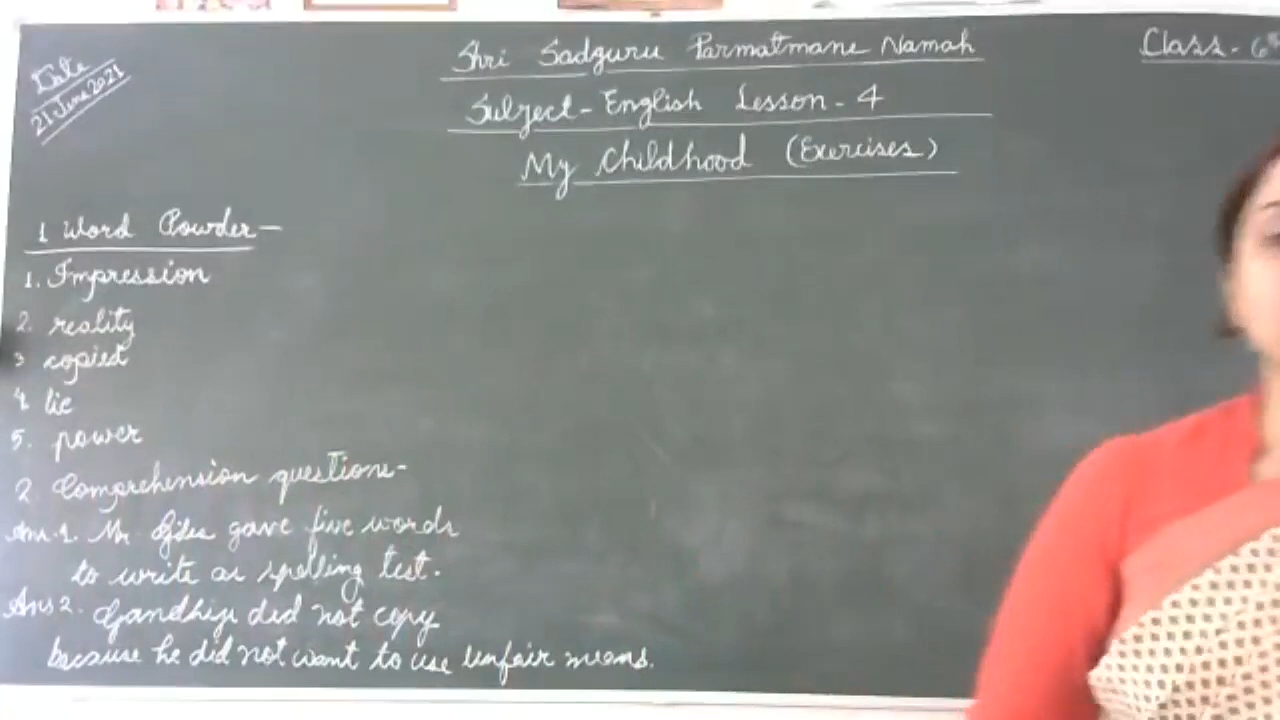 Date
21 June 2021
Shri Sadguru Parmatmane Namah
Class - 6th
Subject - English Lesson - 4
My Childhood (Exercises)
1 Word Powder -
1. Impression
2. reality
3 copied
4. lie
5. power
2. Comprehension questions -
Ans. 1. Mr. Giles gave five words
to write as spelling test.
Ans 2. Gandhiji did not copy
because he did not want to use unfair means.